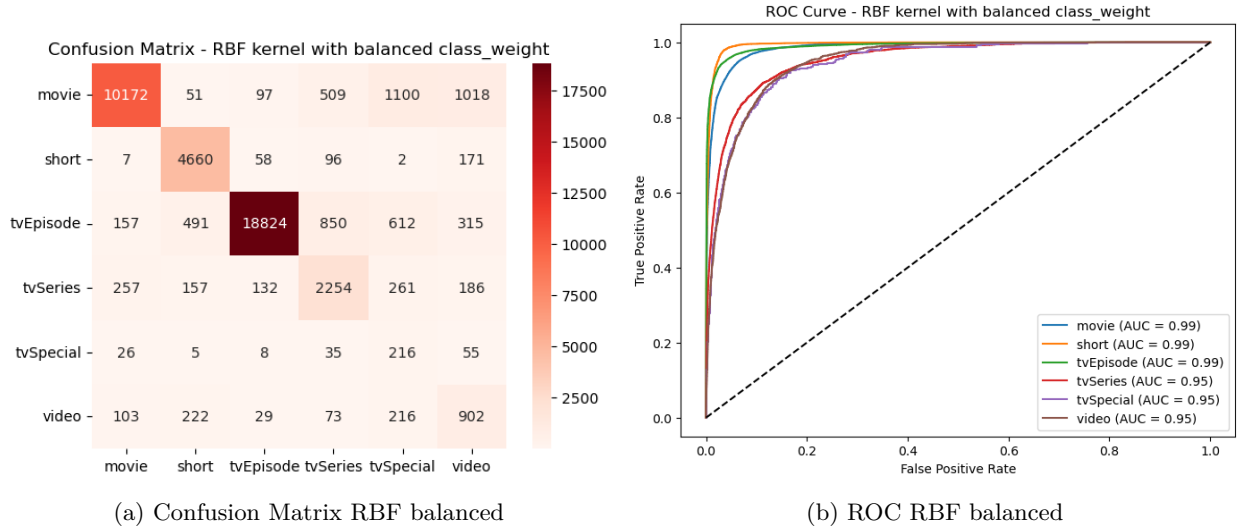 Confusion Matrix - RBF kernel with balanced class_weight
movie 10172 51 97 509 1100 1018
short 7 4660 58 96 2 171
tvEpisode 157 491 18824 850 612 315
tvSeries 257 157 132 2254 261 186
tvSpecial 26 5 8 35 216 55
video 103 222 29 73 216 902
movie short tvEpisode tvSeries tvSpecial video
17500
15000
12500
10000
7500
5000
2500
(a) Confusion Matrix RBF balanced
ROC Curve - RBF kernel with balanced class_weight
True Positive Rate
1.0
0.8
0.6
0.4
0.2
0.0
movie (AUC = 0.99)
short (AUC = 0.99)
tvEpisode (AUC = 0.99)
tvSeries (AUC = 0.95)
tvSpecial (AUC = 0.95)
video (AUC = 0.95)
0.0 0.2 0.4 0.6 0.8 1.0
False Positive Rate
(b) ROC RBF balanced